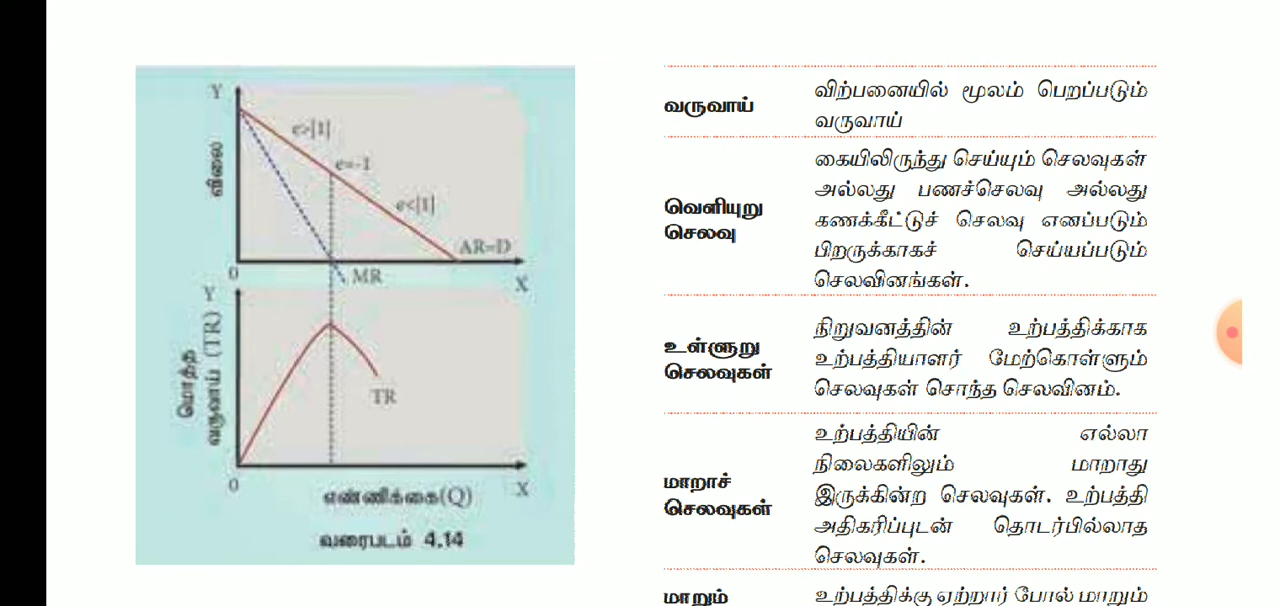 Y
விலை
e>|1|
e=-1
e<|1|
AR=D
0
MR
X
Y
மொத்த
வருவாய் (TR)
TR
0
X
எண்ணிக்கை(Q)
வரைபடம் 4.14
வருவாய்
விற்பனையில் மூலம் பெறப்படும்
வருவாய்
வெளியுறு
செலவு
கையிலிருந்து செய்யும் செலவுகள்
அல்லது பணச்செலவு அல்லது
கணக்கீட்டுச் செலவு எனப்படும்
பிறருக்காகச் செய்யப்படும்
செலவினங்கள்.
உள்ளுறு
செலவுகள்
நிறுவனத்தின் உற்பத்திக்காக
உற்பத்தியாளர் மேற்கொள்ளும்
செலவுகள் சொந்த செலவினம்.
மாறாச்
செலவுகள்
உற்பத்தியின் எல்லா
நிலைகளிலும் மாறாது
இருக்கின்ற செலவுகள். உற்பத்தி
அதிகரிப்புடன் தொடர்பில்லாத
செலவுகள்.
மாறும்
உற்பத்திக்கு ஏற்றார் போல் மாறும்